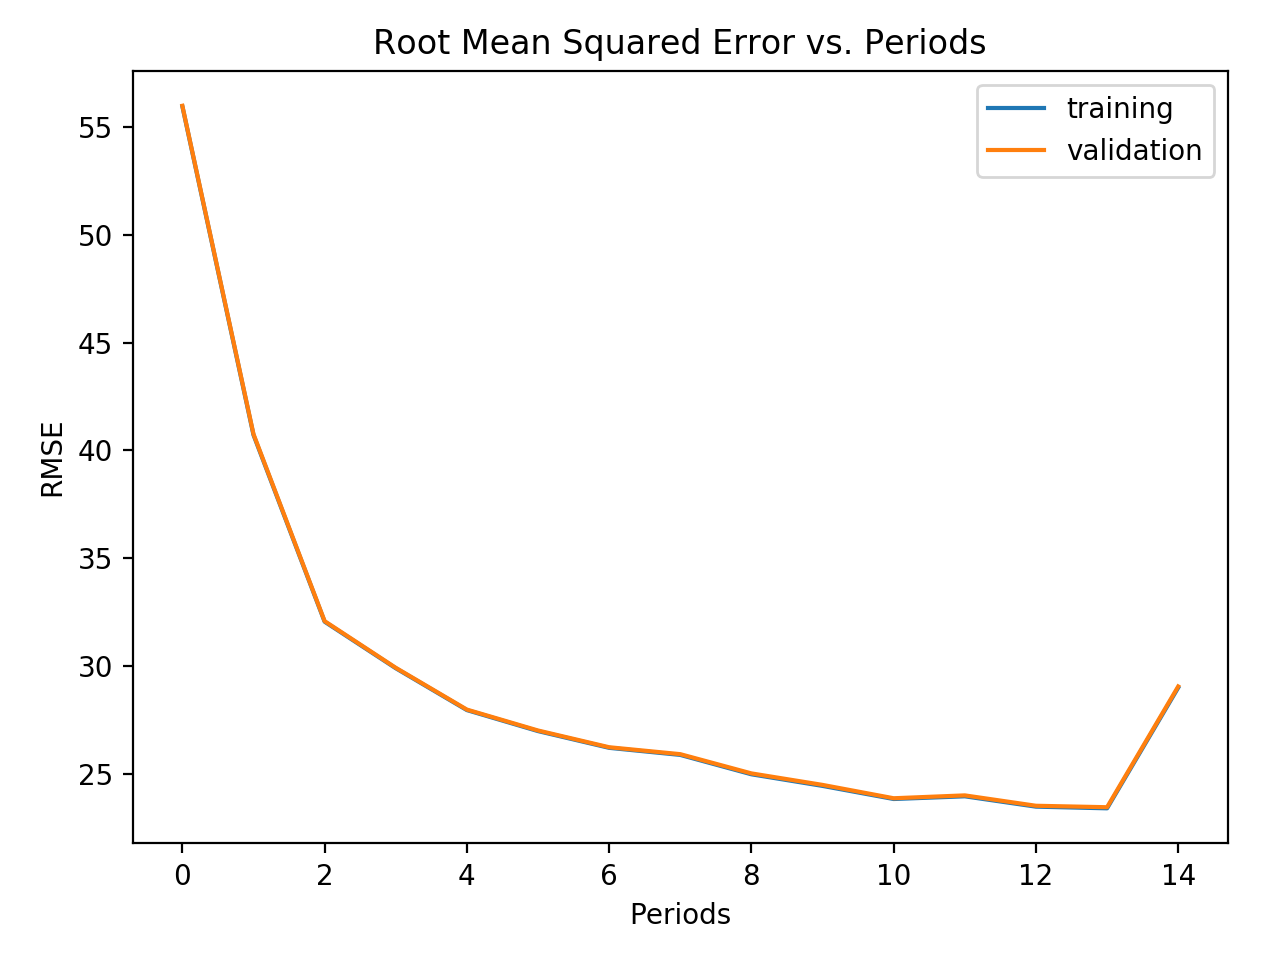 Root Mean Squared Error vs. Periods
training
validation
55
50
45
40
35
30
25
RMSE
0 2 4 6 8 10 12 14
Periods